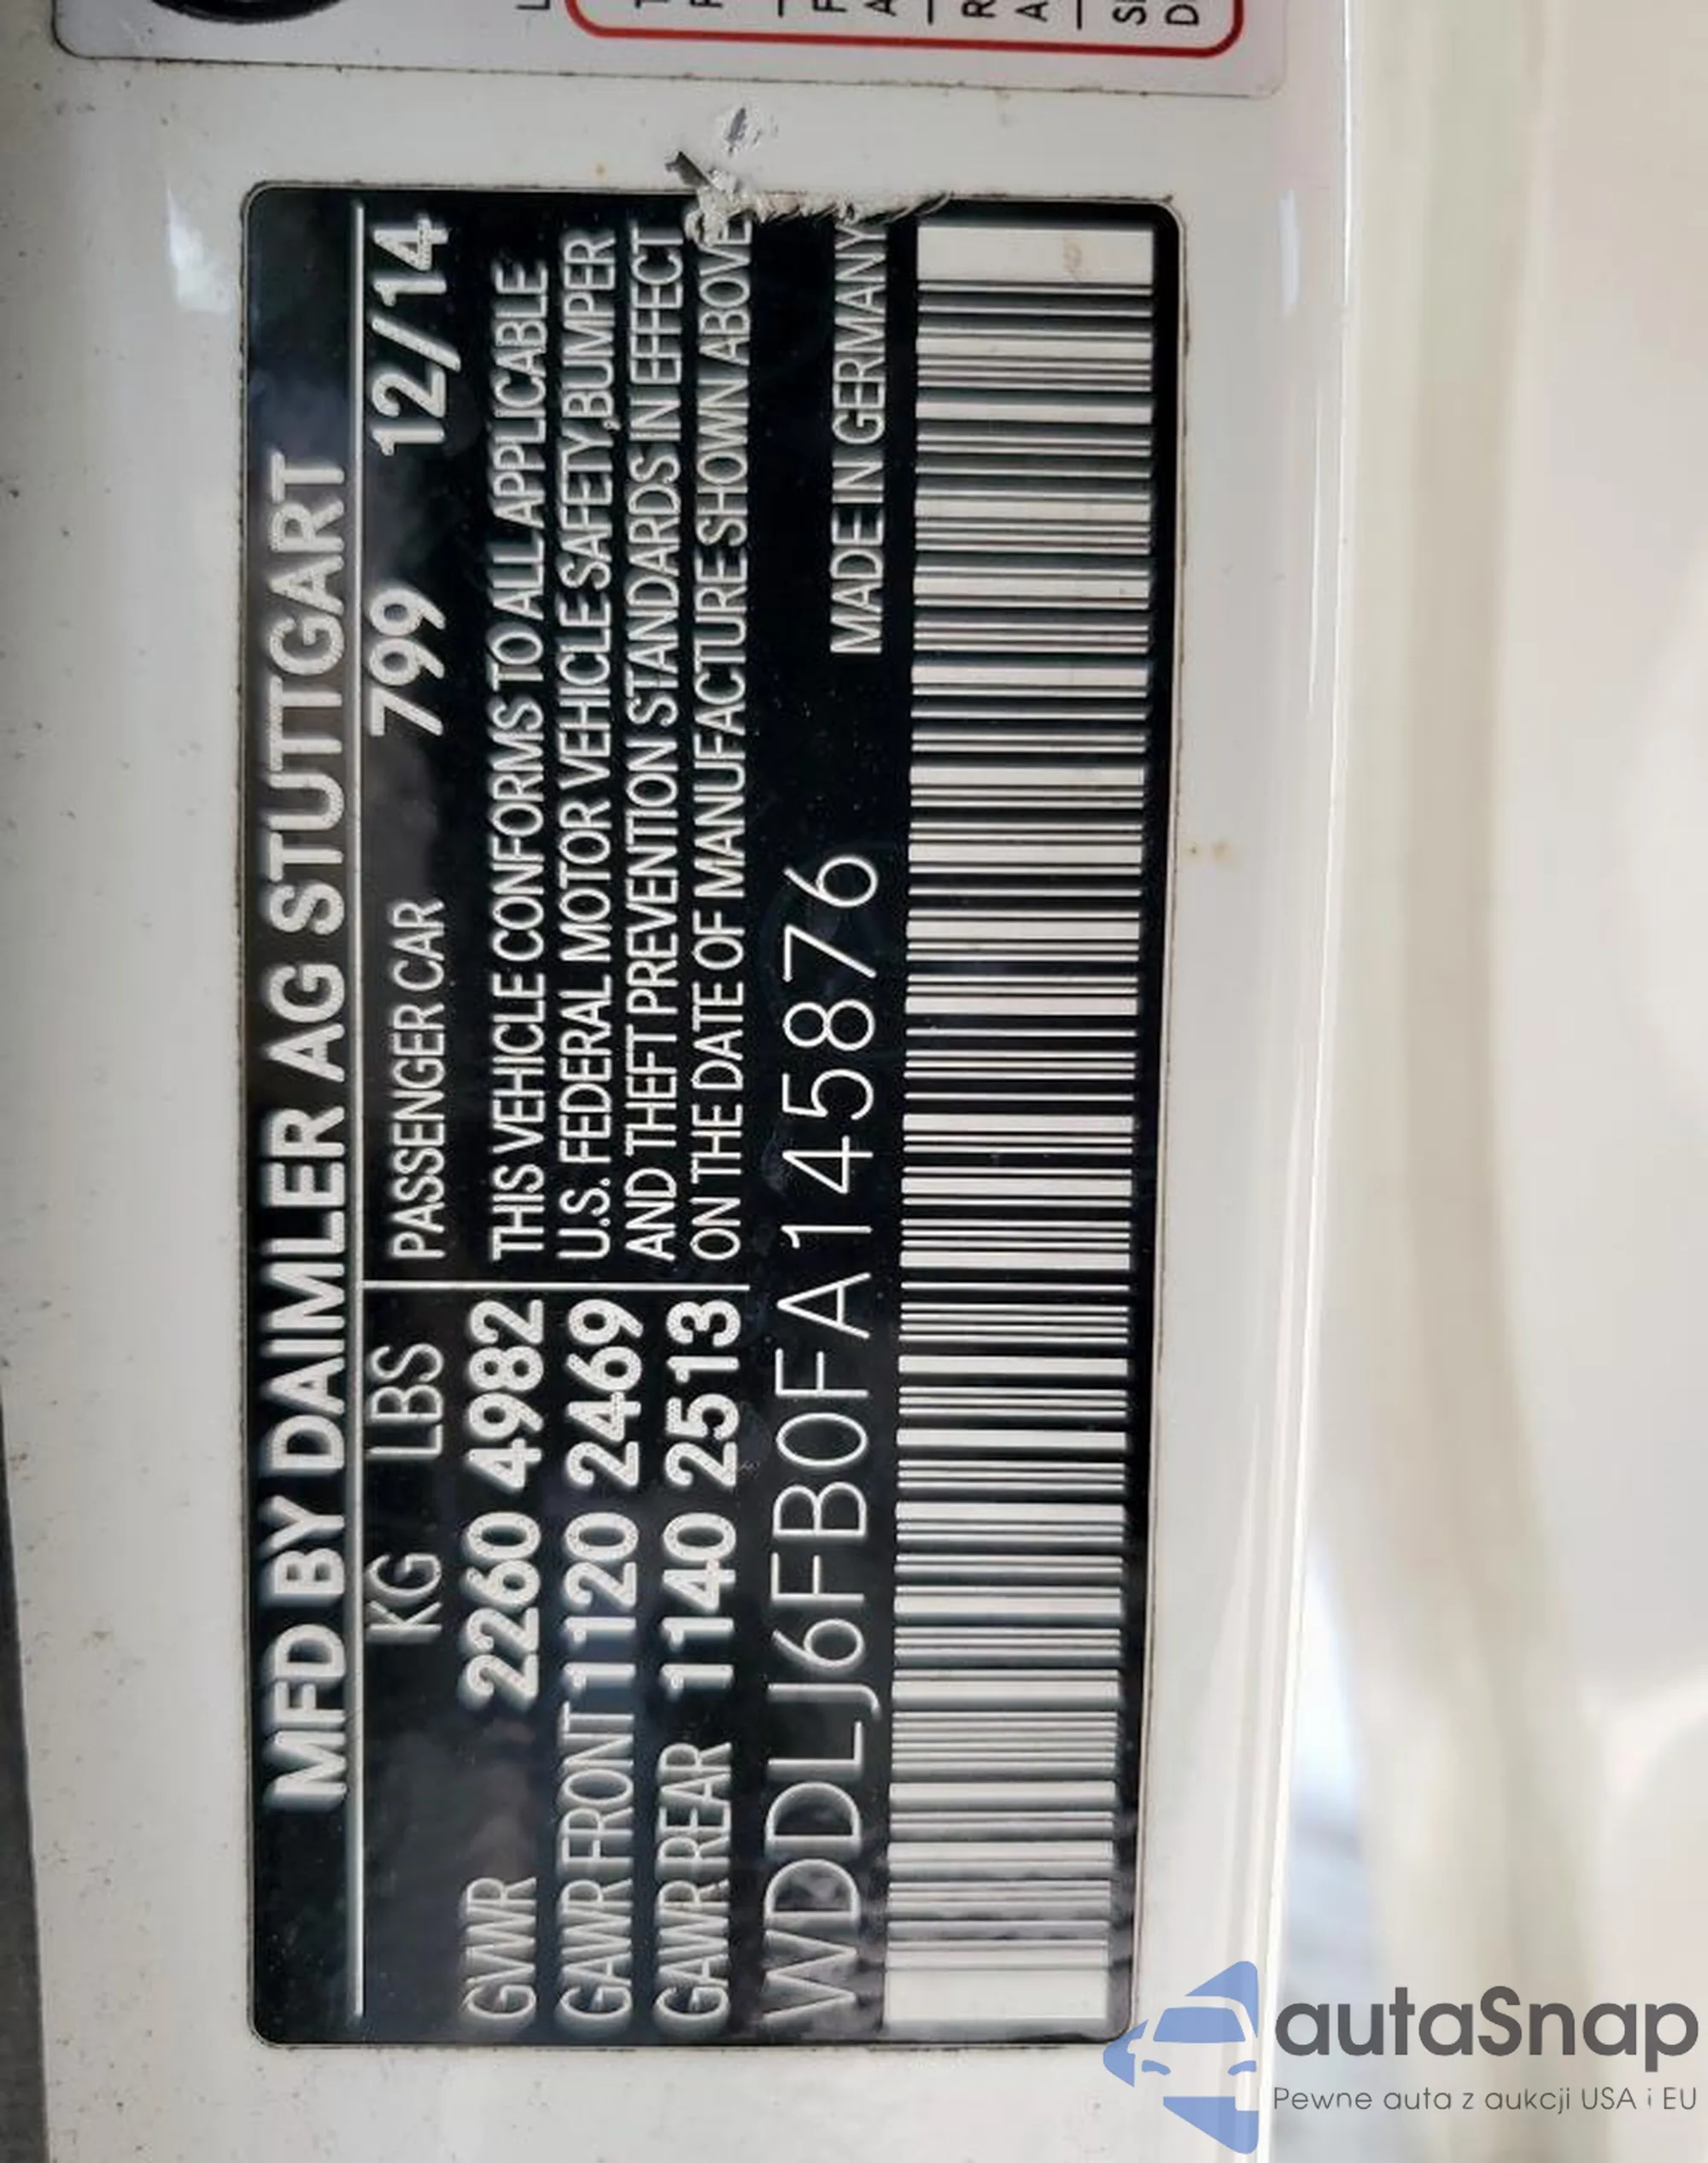 MFD BY DAIMLER AG STUTTGART
KG LBS PASSENGER CAR 799 12/14
GVWR 2260 4982 THIS VEHICLE CONFORMS TO ALL APPLICABLE
GAWR FRONT 1120 2469 U.S. FEDERAL MOTOR VEHICLE SAFETY,BUMPER
AND THEFT PREVENTION STANDARDS IN EFFECT
GAWR REAR 1140 2513 ON THE DATE OF MANUFACTURE SHOWN ABOVE
WDDLJ6FB0FA145876 MADE IN GERMANY
autaSnap
Pewne auta z aukcji USA i EU